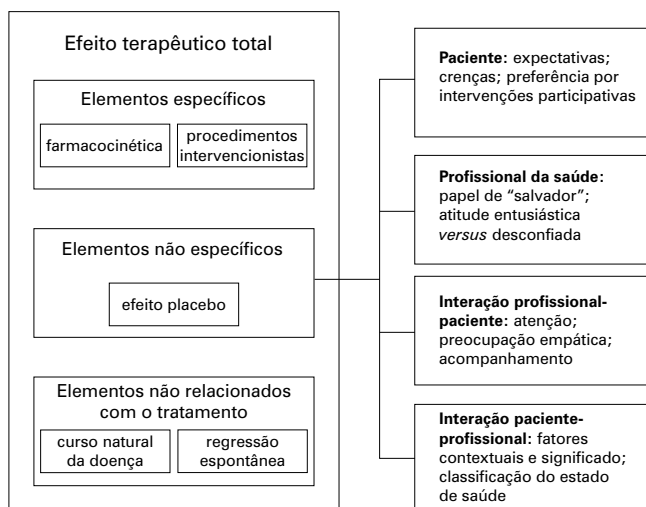 Efeito terapêutico total
Elementos específicos
farmacocinética
procedimentos
intervencionistas
Elementos não específicos
efeito placebo
Elementos não relacionados
com o tratamento
curso natural
da doença
regressão
espontânea
Paciente: expectativas;
crenças; preferência por
intervenções participativas
Profissional da saúde:
papel de “salvador”;
atitude entusiástica
versus desconfiada
Interação profissional-
paciente: atenção;
preocupação empática;
acompanhamento
Interação paciente-
profissional: fatores
contextuais e significado;
classificação do estado
de saúde